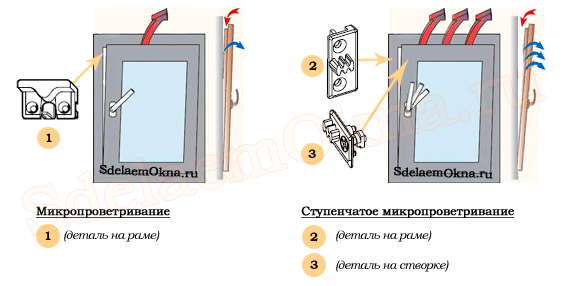 1
SdelaemOkna.ru
Микропроветривание
1 (деталь на раме)
2
3
SdelaemOkna.ru
Ступенчатое микропроветривание
2 (деталь на раме)
3 (деталь на створке)
SdelaemOkna.ru